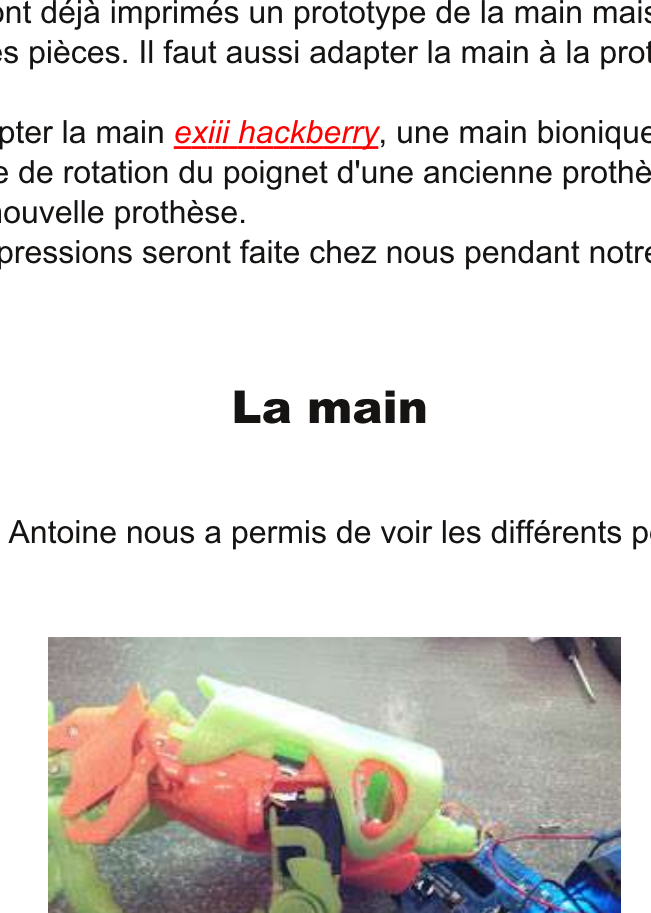 ont déjà imprimés un prototype de la main mais
es pièces. Il faut aussi adapter la main à la prot
pter la main exiii hackberry, une main bionique
e de rotation du poignet d'une ancienne prothè
nouvelle prothèse.
pressions seront faite chez nous pendant notre
La main
Antoine nous a permis de voir les différents p